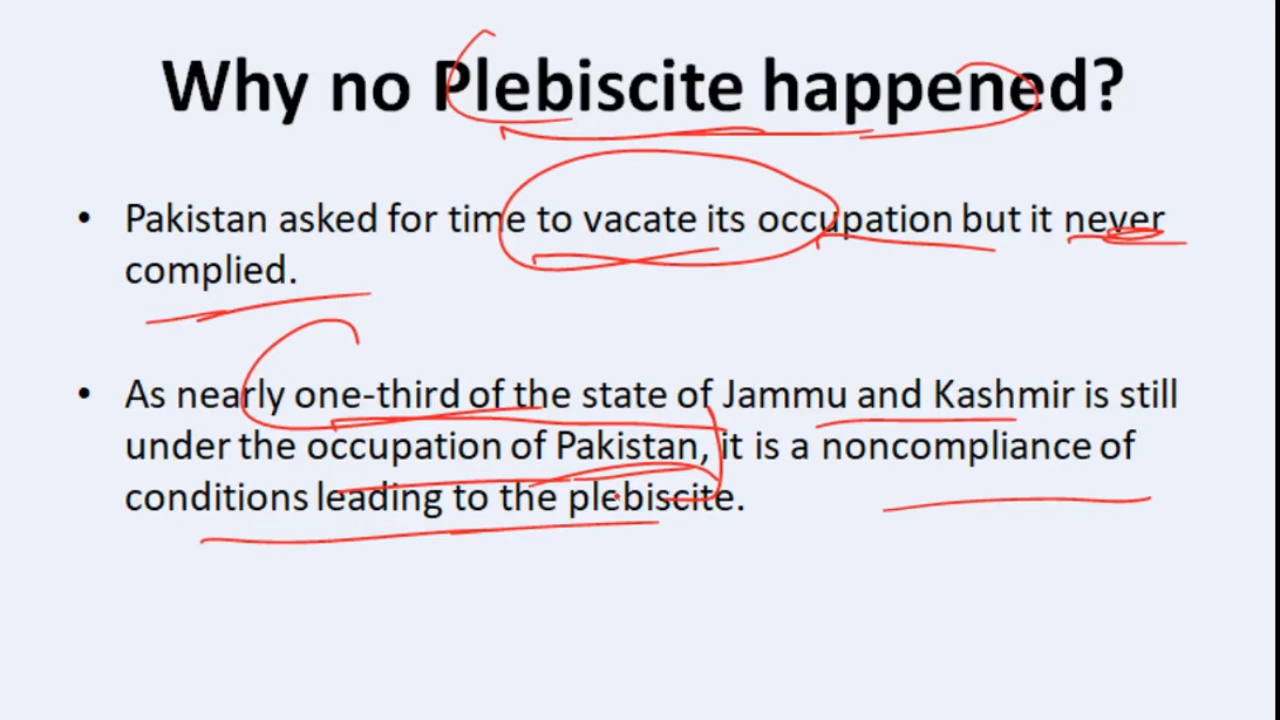 Why no Plebiscite happened?
• Pakistan asked for time to vacate its occupation but it never
complied.
• As nearly one-third of the state of Jammu and Kashmir is still
under the occupation of Pakistan, it is a noncompliance of
conditions leading to the plebiscite.